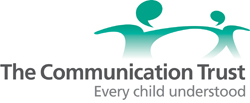 The Communication Trust
Every child understood